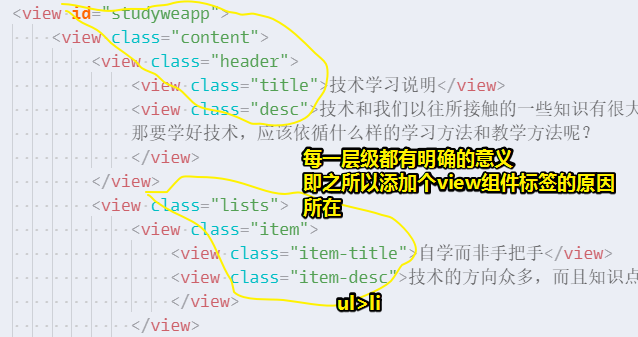 <view id="studyweapp">
<view class="content">
<view class="header">
<view class="title">技术学习说明</view>
<view class="desc">技术和我们以往所接触的一些知识有很大
那要学好技术，应该依循什么样的学习方法和教学方法呢？
</view>
每一层级都有明确的意义
</view>
即之所以添加个view组件标签的原因
<view class="lists">
所在
<view class="item">
<view class="item-title">自学而非手把手</view>
<view class="item-desc">技术的方向众多，而且知识点
</view>
ul>li
</view>